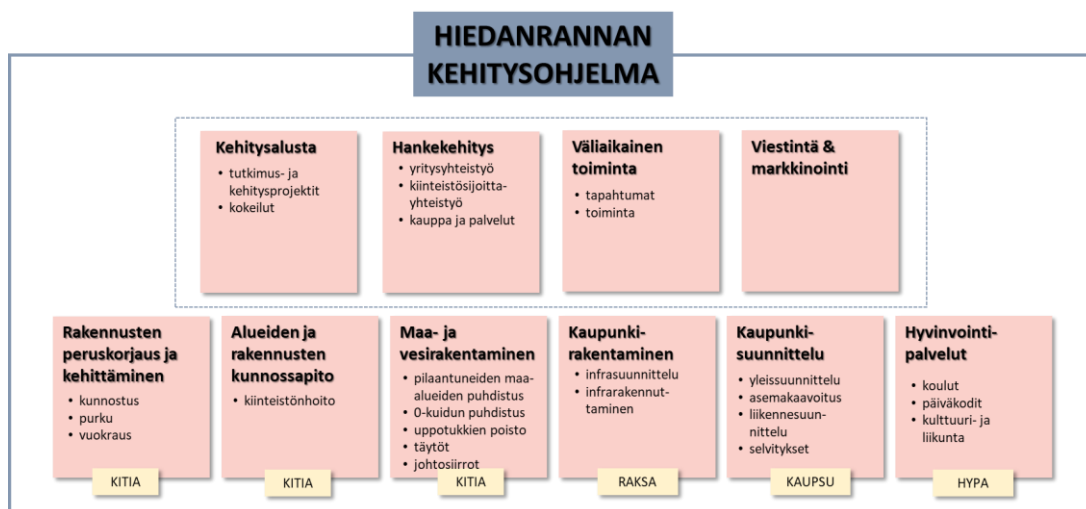 HIEDANRANNAN
KEHITYSOHJELMA
Kehitysalusta
• tutkimus- ja
kehitysprojektit
• kokeilut
Hankekehitys
• yritysyhteistyö
• kiinteistösijoitta-
yhteistyö
• kauppa ja palvelut
Väliaikainen
toiminta
• tapahtumat
• toiminta
Viestintä &
markkinointi
Rakennusten
peruskorjaus ja
kehittäminen
• kunnostus
• purku
• vuokraus
KITIA
Alueiden ja
rakennusten
kunnossapito
• kiinteistönhoito
KITIA
Maa- ja
vesirakentaminen
• pilaantuneiden maa-
alueiden puhdistus
• 0-kuidun puhdistus
• uppotukkien poisto
• täytöt
• johtosiirrot
KITIA
Kaupunki-
rakentaminen
• infrasuunnittelu
• infrarakennut-
taminen
RAKSA
Kaupunki-
suunnittelu
• yleissuunnittelu
• asemakaavoitus
• liikennesuun-
nittelu
• selvitykset
KAUPSU
Hyvinvointi-
palvelut
• koulut
• päiväkodit
• kulttuuri- ja
liikunta
HYPA